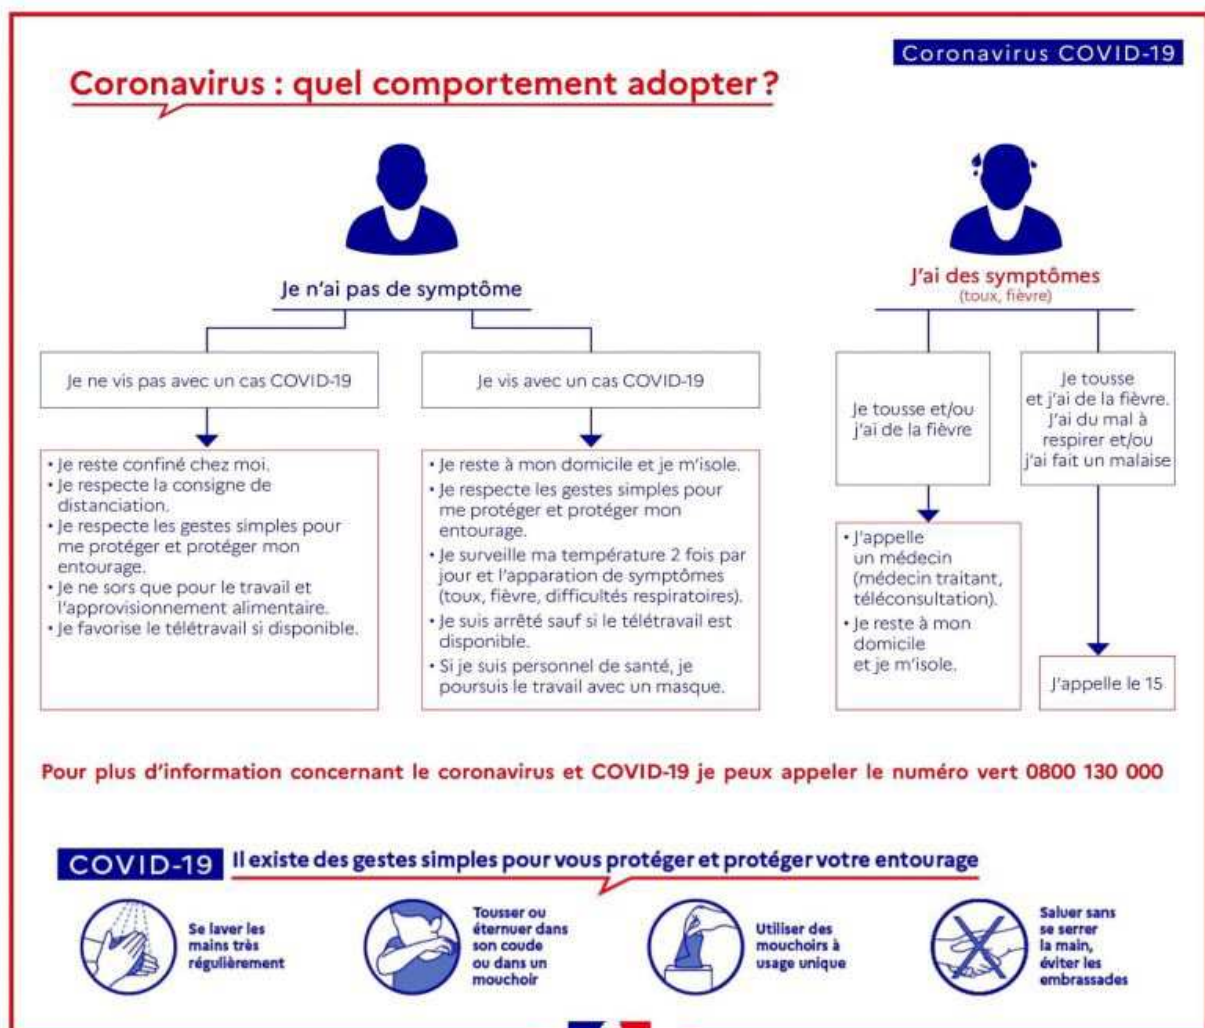 Coronavirus COVID-19
Coronavirus : quel comportement adopter ?
Je n'ai pas de symptôme
J'ai des symptômes
(toux, fièvre)
Je ne vis pas avec un cas COVID-19
Je vis avec un cas COVID-19
Je tousse et/ou
j'ai de la fièvre
Je tousse
et j'ai de la fièvre.
J'ai du mal à
respirer et/ou
j'ai fait un malaise
• Je reste confiné chez moi.
• Je respecte la consigne de
distanciation.
• Je respecte les gestes simples pour
me protéger et protéger mon
entourage.
• Je ne sors que pour le travail et
l'approvisionnement alimentaire.
• Je favorise le télétravail si disponible.
• Je reste à mon domicile et je m'isole.
• Je respecte les gestes simples pour
me protéger et protéger mon
entourage.
• Je surveille ma température 2 fois par
jour et l'apparation de symptômes
(toux, fièvre, difficultés respiratoires).
• Je suis arrêté sauf si le télétravail est
disponible.
• Si je suis personnel de santé, je
poursuis le travail avec un masque.
• J'appelle
un médecin
(médecin traitant,
téléconsultation).
• Je reste à mon
domicile
et je m'isole.
J'appelle le 15
Pour plus d'information concernant le coronavirus et COVID-19 je peux appeler le numéro vert 0800 130 000
COVID-19 Il existe des gestes simples pour vous protéger et protéger votre entourage
Se laver les
mains très
régulièrement
Tousser ou
éternuer dans
son coude
ou dans un
mouchoir
Utiliser des
mouchoirs à
usage unique
Saluer sans
se serrer
la main,
éviter les
embrassades